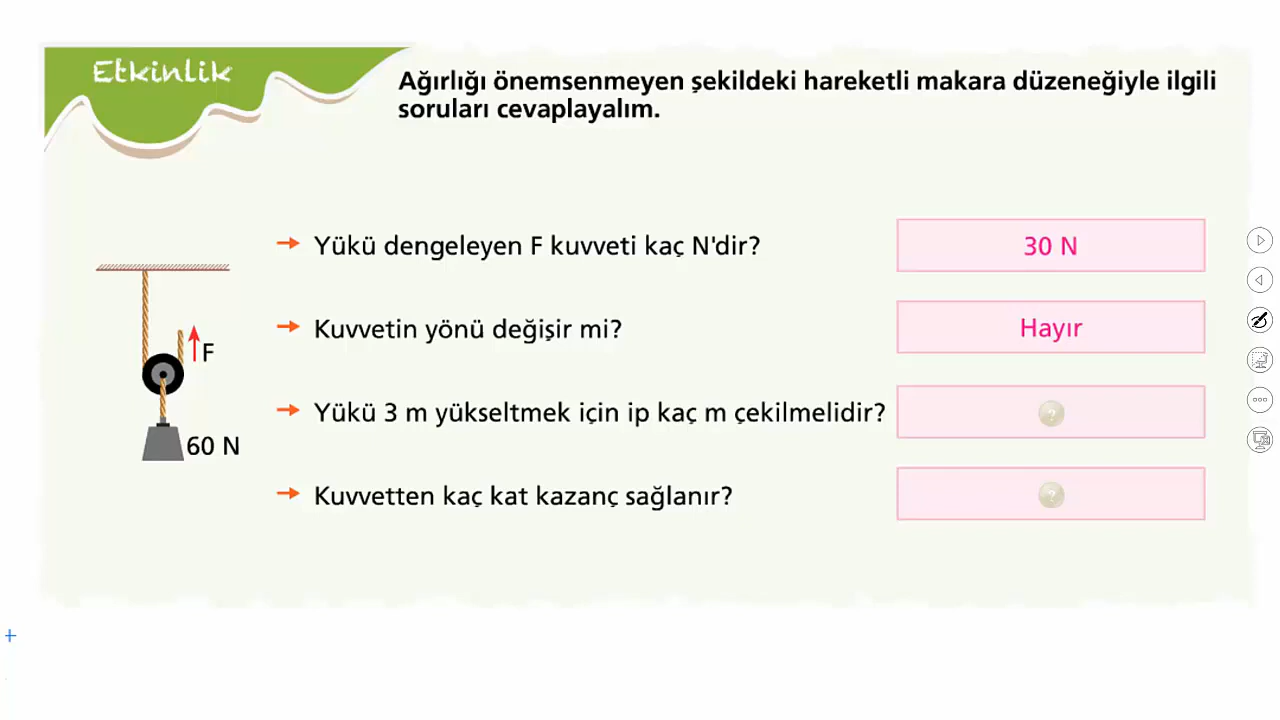 Etkinlik
Ağırlığı önemsenmeyen şekildeki hareketli makara düzeneğiyle ilgili
soruları cevaplayalım.
Yükü dengeleyen F kuvveti kaç N'dir?
30 N
Kuvvetin yönü değişir mi?
Hayır
F
Yükü 3 m yükseltmek için ip kaç m çekilmelidir?
?
60 N
Kuvvetten kaç kat kazanç sağlanır?
?